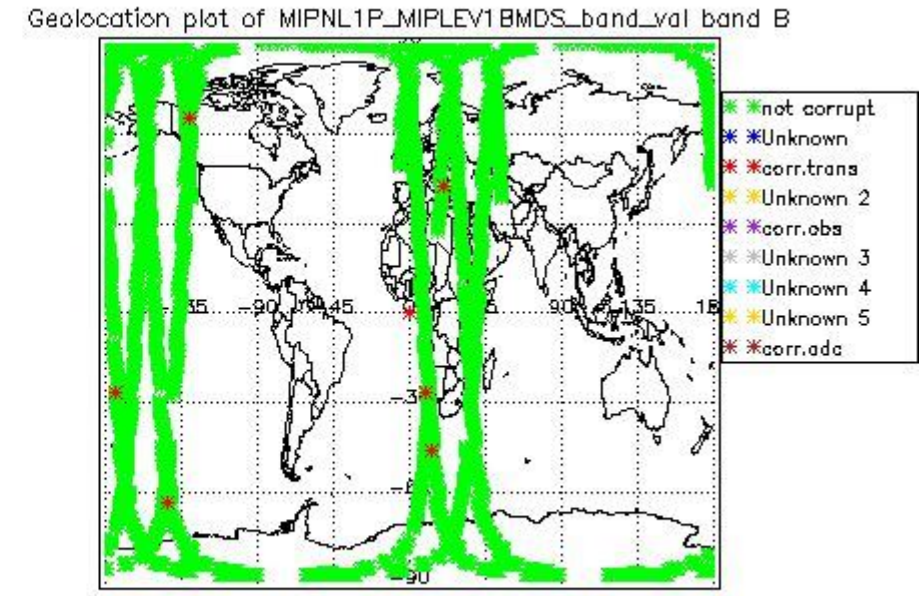 Geolocation plot of MIPNL1P_MIPLEV1BMDS_band_val band B
not corrupt
Unknown
corr.trans
Unknown 2
corr.obs
Unknown 3
Unknown 4
Unknown 5
corr.adc
-90
-45
90
135
-90